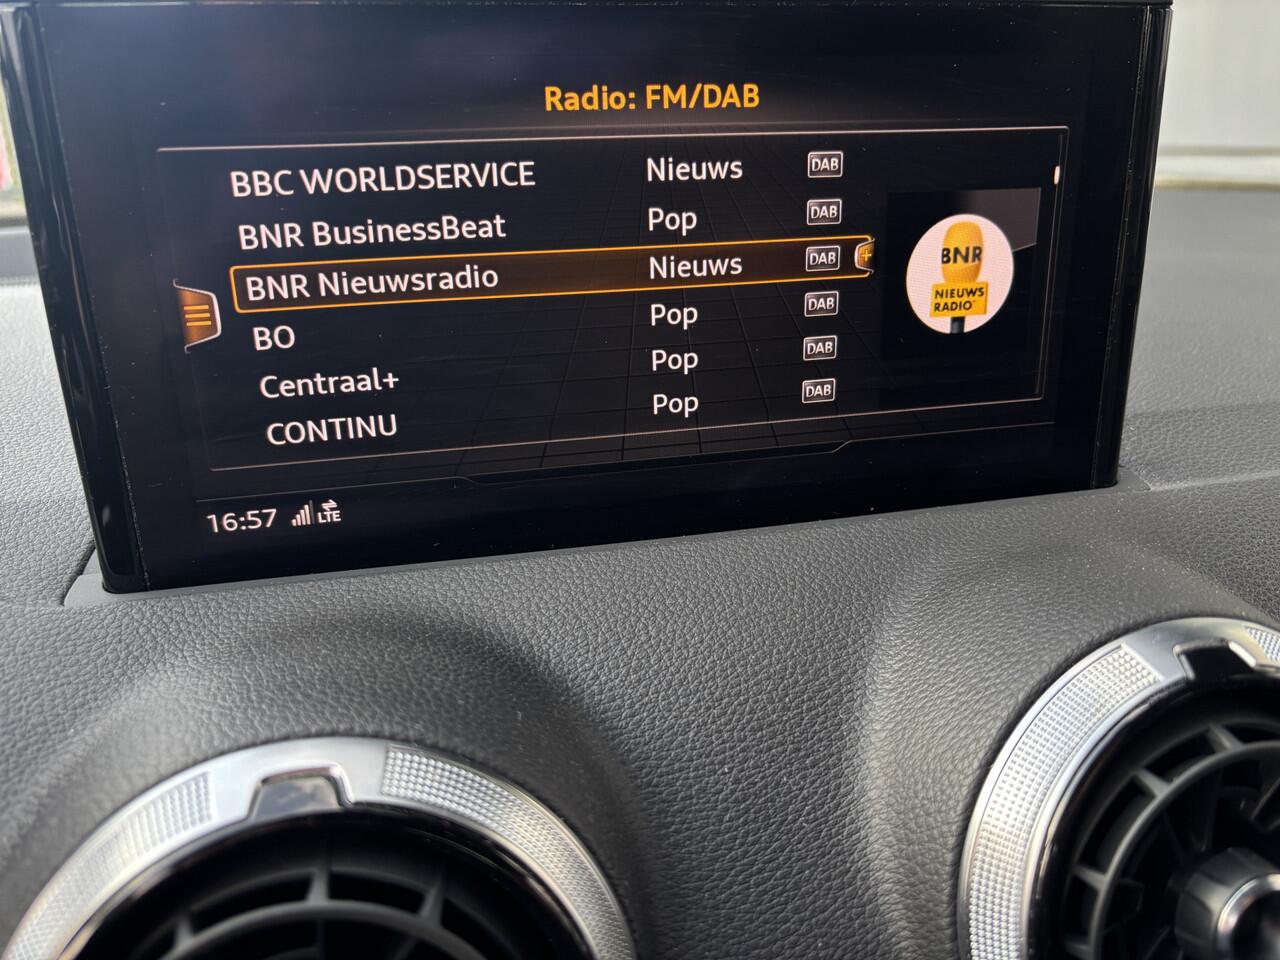 Radio: FM/DAB
BBC WORLDSERVICE Nieuws DAB
BNR BusinessBeat Pop DAB
BNR Nieuwsradio Nieuws DAB +
BO Pop DAB
Centraal+ Pop DAB
CONTINU Pop DAB
BNR
NIEUWS
RADIO
16:57 LTE